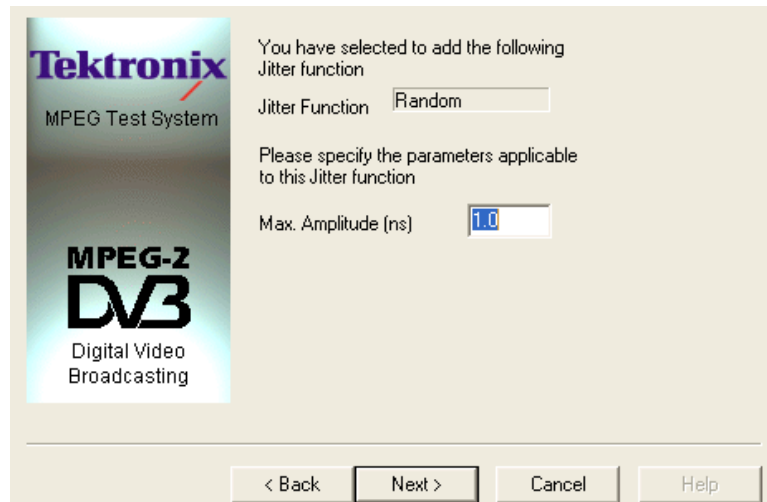 Tektronix
MPEG Test System
MPEG-2
DVB
Digital Video
Broadcasting
You have selected to add the following
Jitter function
Jitter Function Random
Please specify the parameters applicable
to this Jitter function
Max. Amplitude (ns) 1.0
< Back Next > Cancel Help